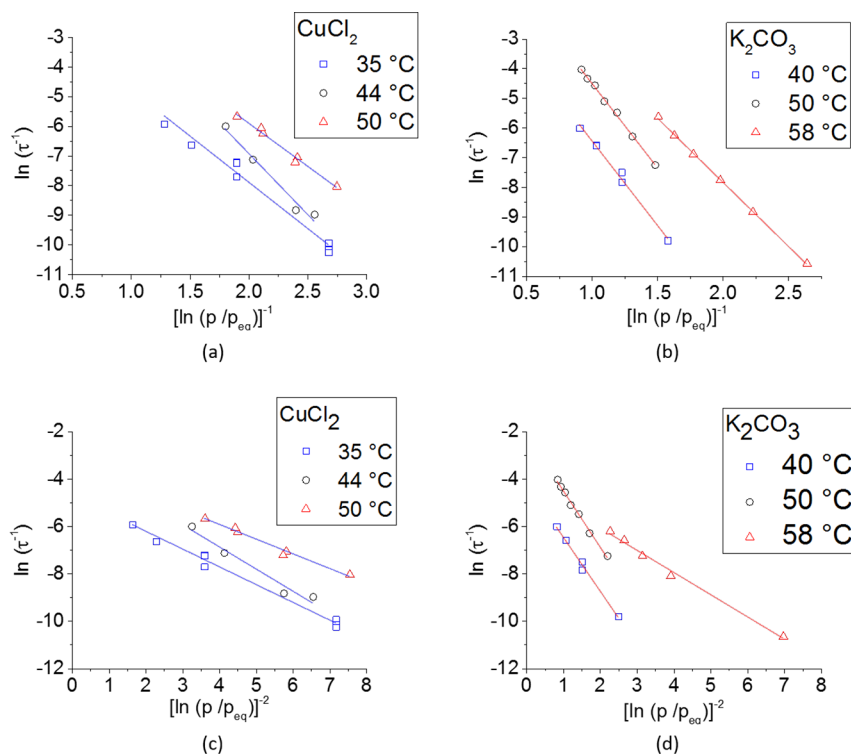 CuCl2
35 °C
44 °C
50 °C
-5
-6
-7
-8
-9
-10
-11
ln (τ-1)
0.5 1.0 1.5 2.0 2.5 3.0
[ln (p /peq)]-1
(a)
K2CO3
40 °C
50 °C
58 °C
-3
-4
-5
-6
-7
-8
-9
-10
-11
ln (τ-1)
0.5 1.0 1.5 2.0 2.5
[ln (p /peq)]-1
(b)
CuCl2
35 °C
44 °C
50 °C
-2
-4
-6
-8
-10
-12
ln (τ-1)
0 1 2 3 4 5 6 7 8
[ln (p /peq)]-2
(c)
K2CO3
40 °C
50 °C
58 °C
-2
-4
-6
-8
-10
-12
ln (τ-1)
0 1 2 3 4 5 6 7 8
[ln (p /peq)]-2
(d)